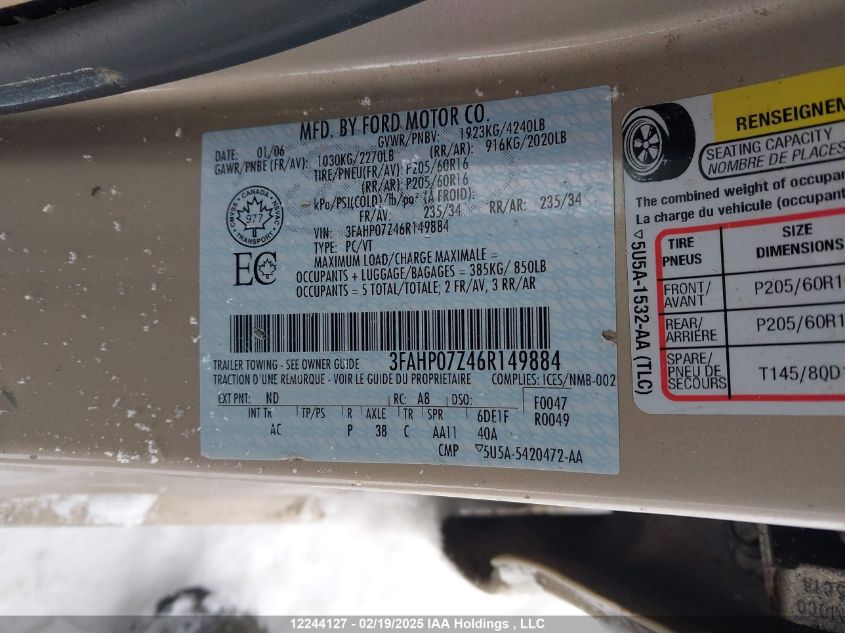 MFD. BY FORD MOTOR CO.
DATE: 01/06 GVWR/PNBV: 1923KG/4240LB
GAWR/PNBE (FR/AV): 1030KG/2270LB (RR/AR): 916KG/2020LB
TIRE/PNEU(FR/AV): P205/60R16
(RR/AR): P205/60R16
kPa/PSI(COLD)/lb/po² (À FROID):
FR/AV: 235/34 RR/AR: 235/34
VIN: 3FAHP07Z46R149884
TYPE: PC/VT
MAXIMUM LOAD/CHARGE MAXIMALE =
OCCUPANTS + LUGGAGE/BAGAGES = 385KG/ 850LB
OCCUPANTS = 5 TOTAL/TOTALE; 2 FR/AV, 3 RR/AR
CANADA
977
TRANSPORT
EC
3FAHP07Z46R149884
TRAILER TOWING - SEE OWNER GUIDE
TRACTION D'UNE REMORQUE - VOIR LE GUIDE DU PROPRIETAIRE COMPLIES: ICES/NMB-002
EXT PNT: ND RC: A8 DSO: F0047
R0049
INT TR TP/PS R AXLE TR SPR 6DE1F
AC P 38 C AA11 40A
CMP ▽5U5A-5420472-AA
RENSEIGNEM
SEATING CAPACITY
NOMBRE DE PLACES
The combined weight of occupa
La charge du véhicule (occupant
▽5U5A-1532-AA (TLC)
TIRE
PNEUS
SIZE
DIMENSIONS
FRONT/
AVANT
P205/60R1
REAR/
ARRIÈRE
P205/60R1
SPARE/
PNEU DE
SECOURS
T145/80D1
12244127 - 02/19/2025 IAA Holdings , LLC